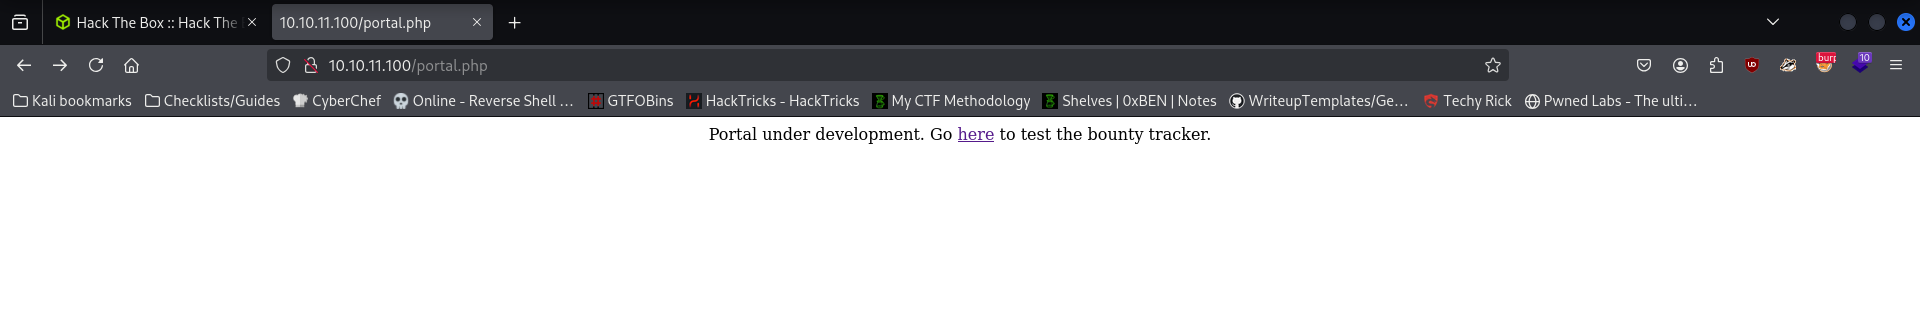 Hack The Box :: Hack The
10.10.11.100/portal.php
10.10.11.100/portal.php
burp
10
Kali bookmarks
Checklists/Guides
CyberChef
Online - Reverse Shell …
GTFOBins
HackTricks - HackTricks
My CTF Methodology
Shelves | 0xBEN | Notes
WriteupTemplates/Ge…
Techy Rick
Pwned Labs - The ulti…
Portal under development. Go here to test the bounty tracker.